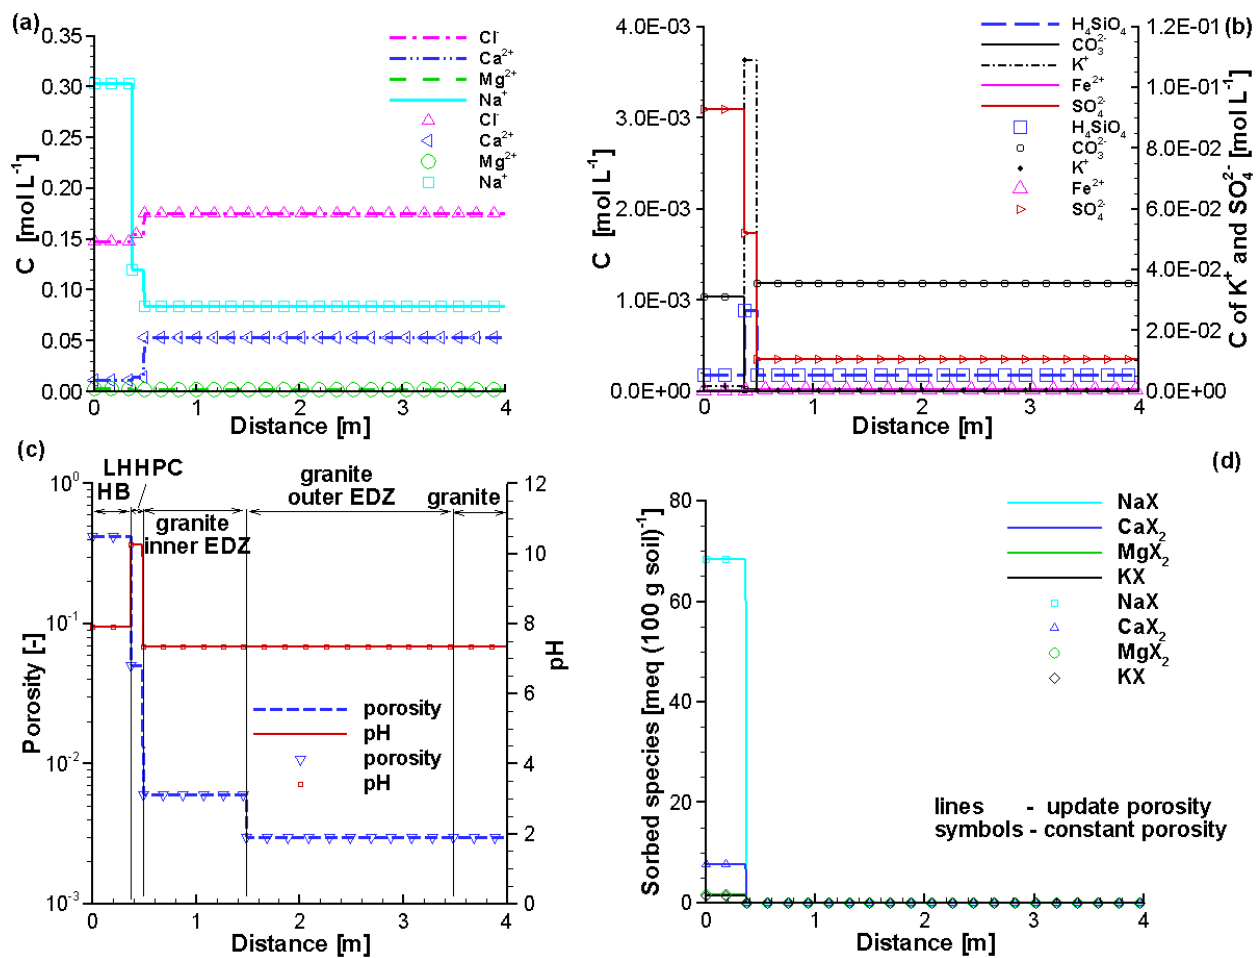 (a)
0.35
0.30
0.25
0.20
0.15
0.10
0.05
0.00
C [mol L⁻¹]
0 1 2 3 4
Distance [m]
Cl⁻
Ca²⁺
Mg²⁺
Na⁺
Cl⁻
Ca²⁺
Mg²⁺
Na⁺
(b)
4.0E-03
3.0E-03
2.0E-03
1.0E-03
0.0E+00
C [mol L⁻¹]
0 1 2 3 4
Distance [m]
1.2E-01
1.0E-01
8.0E-02
6.0E-02
4.0E-02
2.0E-02
0.0E+00
C of K⁺ and SO₄²⁻ [mol L⁻¹]
H₄SiO₄
CO₃²⁻
K⁺
Fe²⁺
SO₄²⁻
H₄SiO₄
CO₃²⁻
K⁺
Fe²⁺
SO₄²⁻
(c)
LHHPC
HB
granite
inner EDZ
granite
outer EDZ
granite
10⁰
10⁻¹
10⁻²
10⁻³
Porosity [-]
0 1 2 3 4
Distance [m]
12
10
8
6
4
2
0
pH
porosity
pH
porosity
pH
(d)
80
60
40
20
0
Sorbed species [meq (100 g soil)⁻¹]
0 1 2 3 4
Distance [m]
NaX
CaX₂
MgX₂
KX
NaX
CaX₂
MgX₂
KX
lines - update porosity
symbols - constant porosity